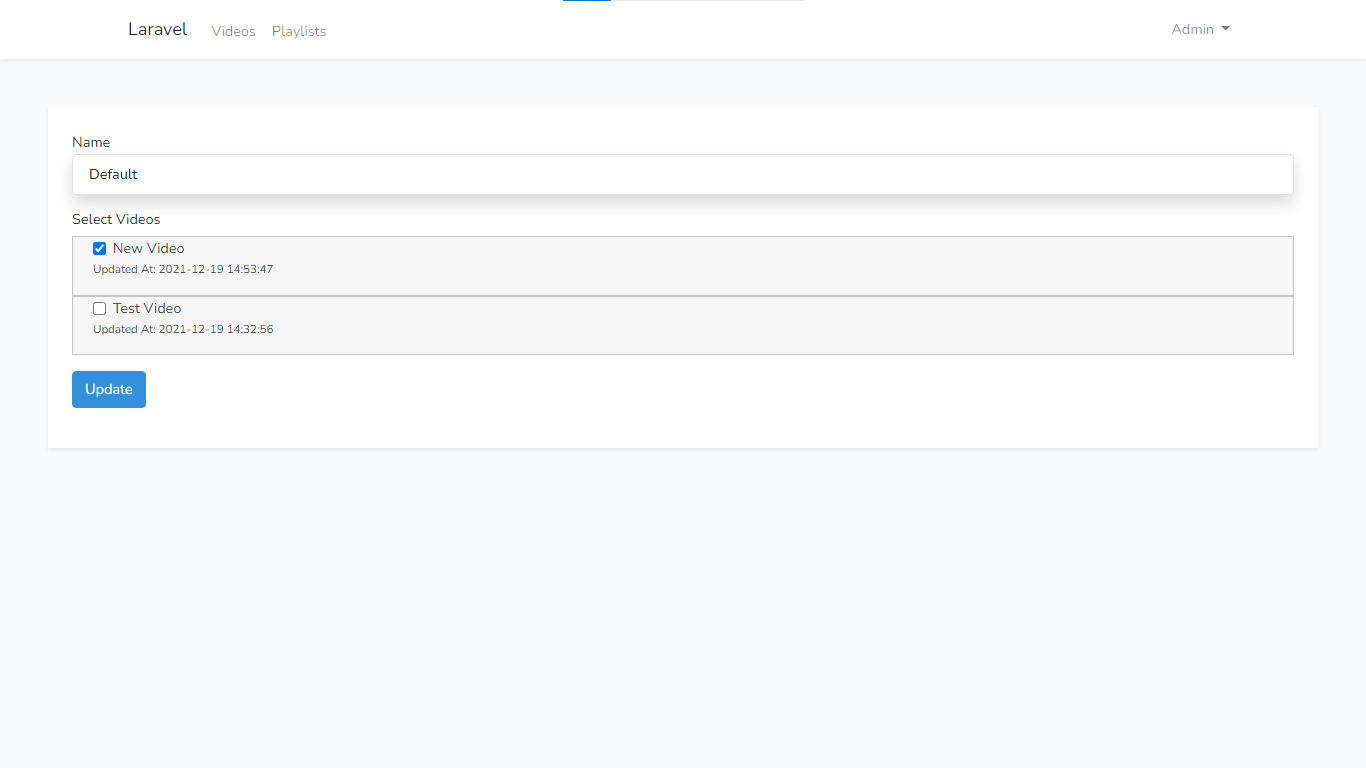 Laravel Videos Playlists Admin
Name
Default
Select Videos
New Video
Updated At: 2021-12-19 14:53:47
Test Video
Updated At: 2021-12-19 14:32:56
Update